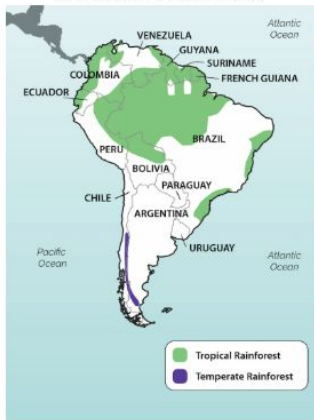 Atlantic
Ocean
VENEZUELA
GUYANA
SURINAME
FRENCH GUIANA
COLOMBIA
ECUADOR
PERU
BRAZIL
BOLIVIA
CHILE
PARAGUAY
ARGENTINA
URUGUAY
Pacific
Ocean
Atlantic
Ocean
Tropical Rainforest
Temperate Rainforest